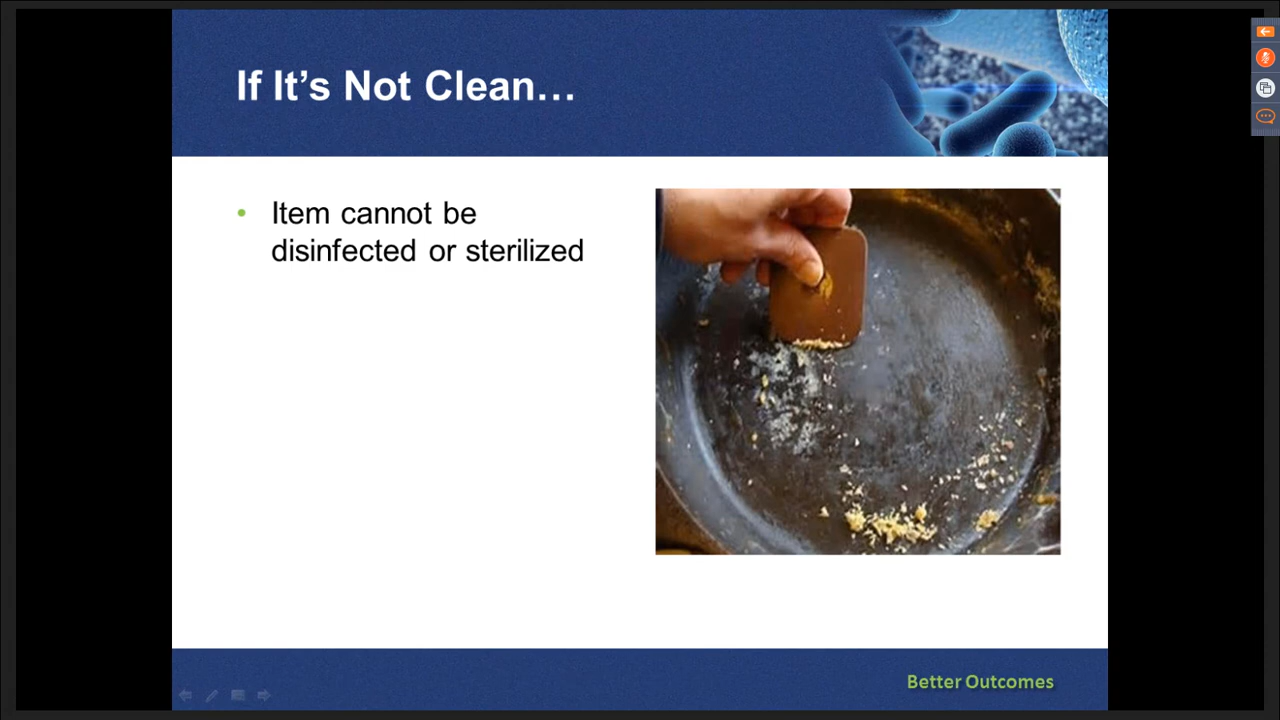 If It’s Not Clean…
• Item cannot be
disinfected or sterilized
Better Outcomes